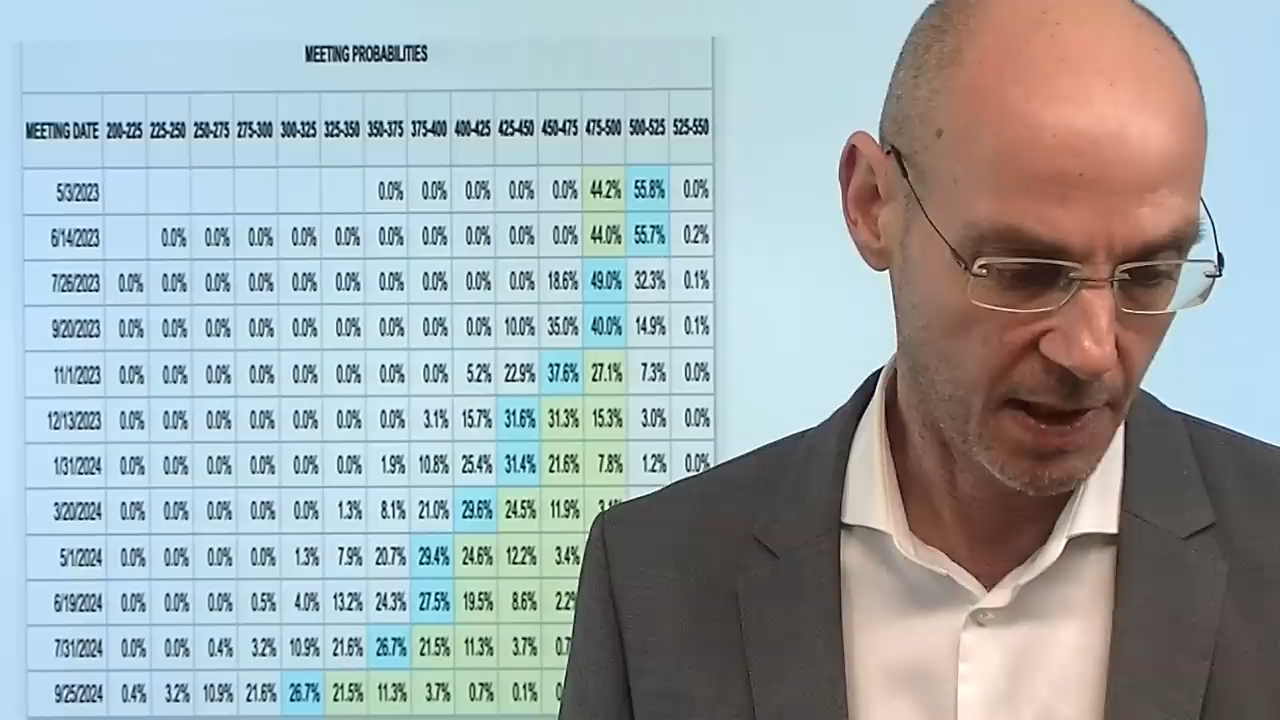 MEETING PROBABILITIES
MEETING DATE 200-225 225-250 250-275 275-300 300-325 325-350 350-375 375-400 400-425 425-450 450-475 475-500 500-525 525-550
5/3/2023 0.0% 0.0% 0.0% 0.0% 0.0% 44.2% 55.8% 0.0%
6/14/2023 0.0% 0.0% 0.0% 0.0% 0.0% 0.0% 0.0% 0.0% 0.0% 0.0% 44.0% 55.7% 0.2%
7/26/2023 0.0% 0.0% 0.0% 0.0% 0.0% 0.0% 0.0% 0.0% 0.0% 0.0% 18.6% 49.0% 32.3% 0.1%
9/20/2023 0.0% 0.0% 0.0% 0.0% 0.0% 0.0% 0.0% 0.0% 0.0% 10.0% 35.0% 40.0% 14.9% 0.1%
11/1/2023 0.0% 0.0% 0.0% 0.0% 0.0% 0.0% 0.0% 0.0% 5.2% 22.9% 37.6% 27.1% 7.3% 0.0%
12/13/2023 0.0% 0.0% 0.0% 0.0% 0.0% 0.0% 0.0% 3.1% 15.7% 31.6% 31.3% 15.3% 3.0% 0.0%
1/31/2024 0.0% 0.0% 0.0% 0.0% 0.0% 0.0% 1.9% 10.8% 25.4% 31.4% 21.6% 7.8% 1.2% 0.0%
3/20/2024 0.0% 0.0% 0.0% 0.0% 0.0% 1.3% 8.1% 21.0% 29.6% 24.5% 11.9%
5/1/2024 0.0% 0.0% 0.0% 0.0% 1.3% 7.9% 20.7% 29.4% 24.6% 12.2% 3.4%
6/19/2024 0.0% 0.0% 0.0% 0.5% 4.0% 13.2% 24.3% 27.5% 19.5% 8.6%
7/31/2024 0.0% 0.0% 0.4% 3.2% 10.9% 21.6% 26.7% 21.5% 11.3% 3.7%
9/25/2024 0.4% 3.2% 10.9% 21.6% 26.7% 21.5% 11.3% 3.7% 0.7% 0.1%